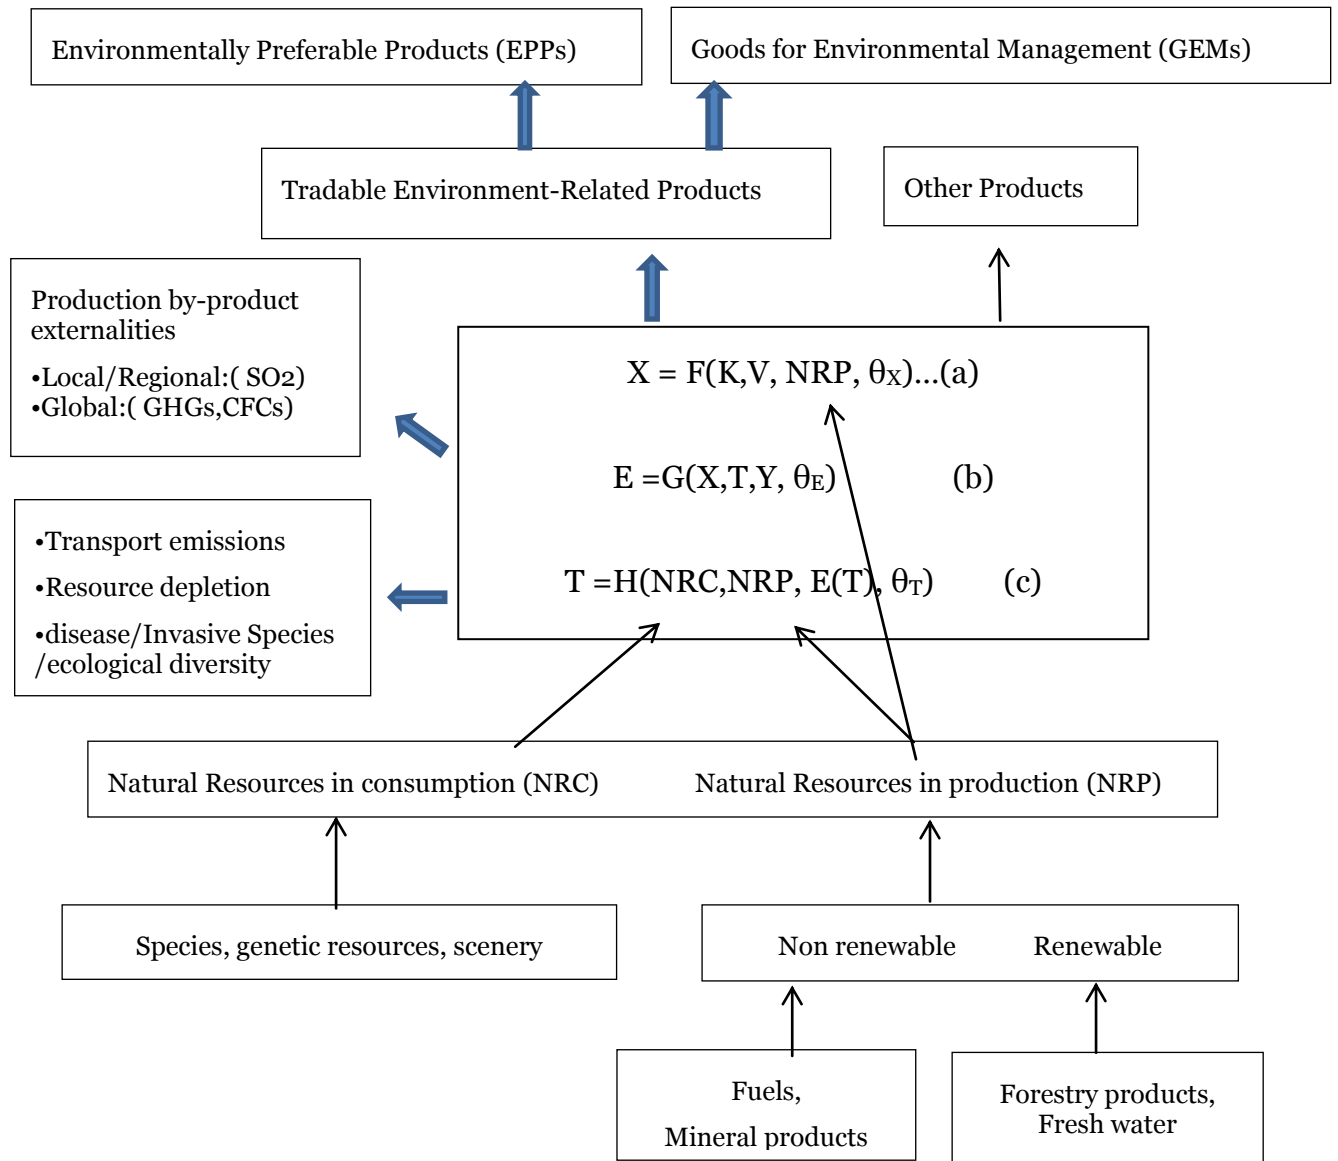 Environmentally Preferable Products (EPPs)
Goods for Environmental Management (GEMs)
Tradable Environment-Related Products
Other Products
Production by-product
externalities
•Local/Regional:( SO2)
•Global:( GHGs,CFCs)
X = F(K,V, NRP, θX)...(a)
E =G(X,T,Y, θE) (b)
T =H(NRC,NRP, E(T), θT) (c)
•Transport emissions
•Resource depletion
•disease/Invasive Species
/ecological diversity
Natural Resources in consumption (NRC) Natural Resources in production (NRP)
Species, genetic resources, scenery
Non renewable Renewable
Fuels,
Mineral products
Forestry products,
Fresh water